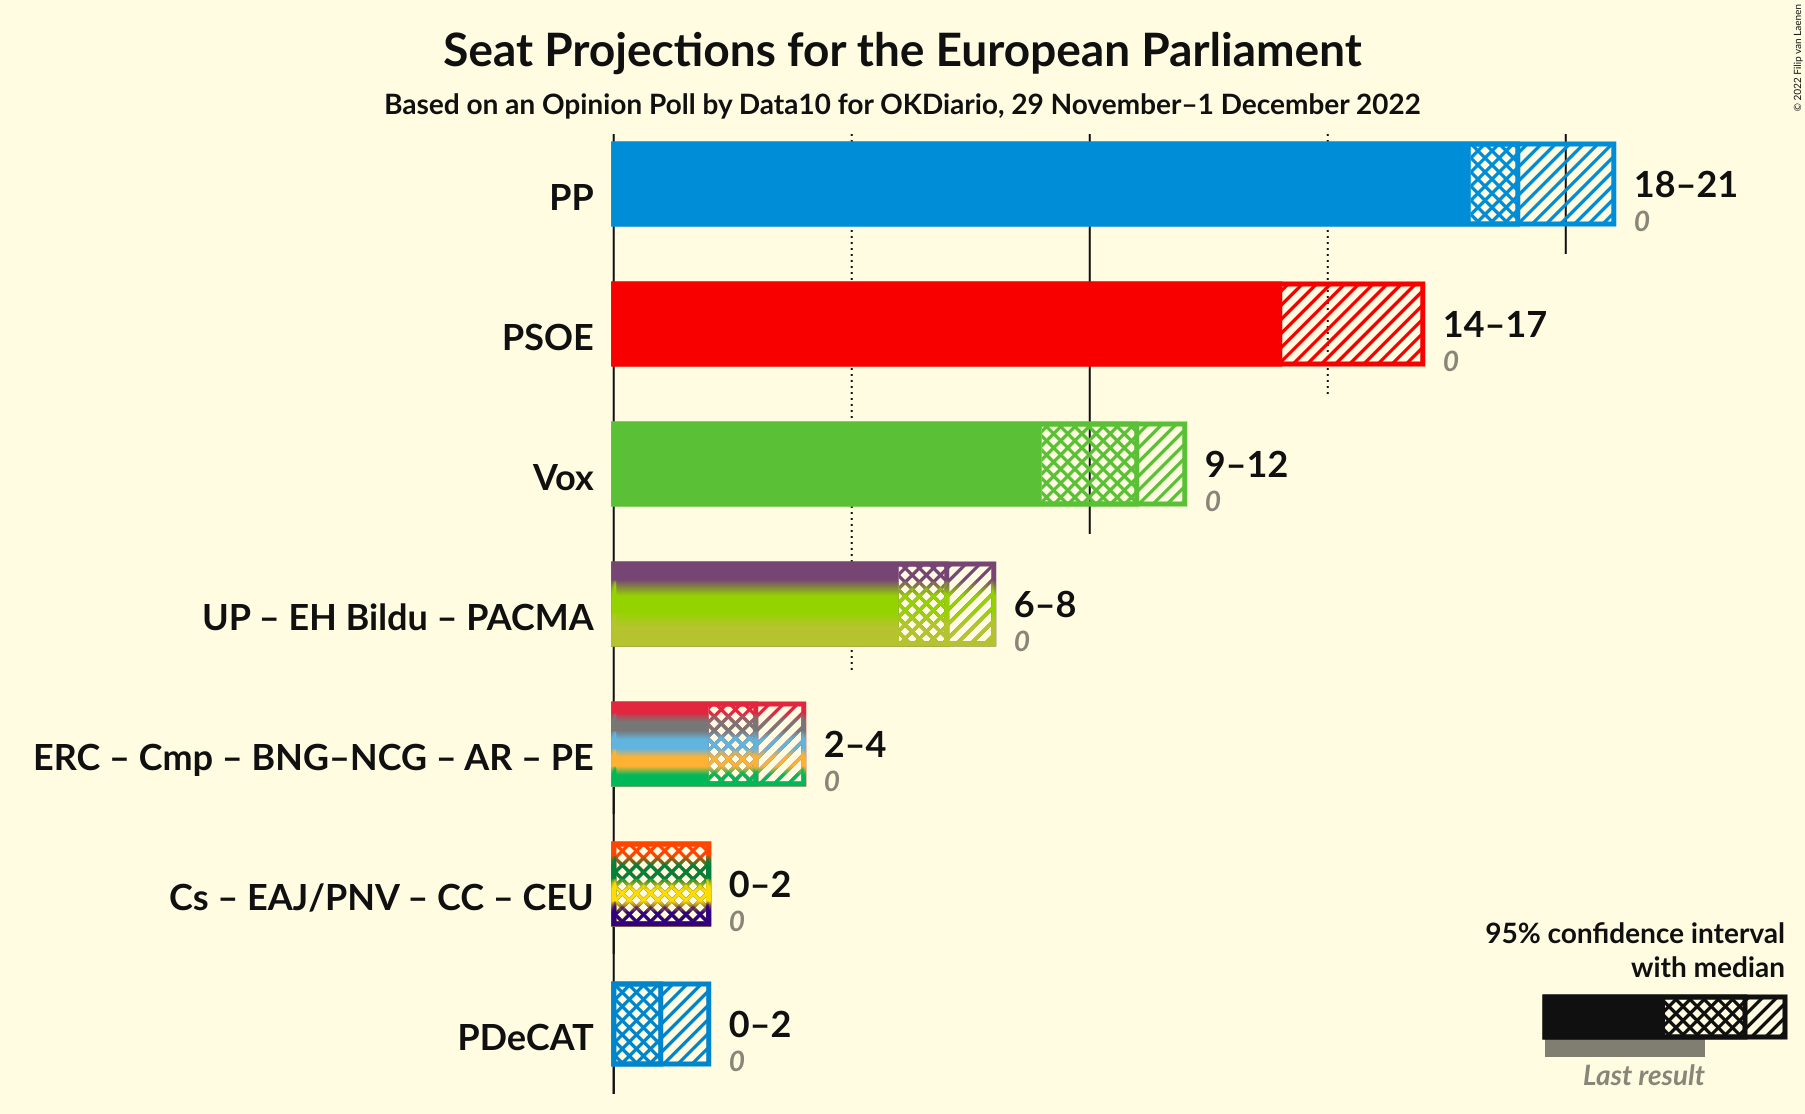 Seat Projections for the European Parliament
Based on an Opinion Poll by Data10 for OKDiario, 29 November–1 December 2022
© 2022 Filip van Laenen
PP
18–21
0
PSOE
14–17
0
Vox
9–12
0
UP – EH Bildu – PACMA
6–8
0
ERC – Cmp – BNG–NCG – AR – PE
2–4
0
Cs – EAJ/PNV – CC – CEU
0–2
0
PDeCAT
0–2
0
95% confidence interval
with median
Last result